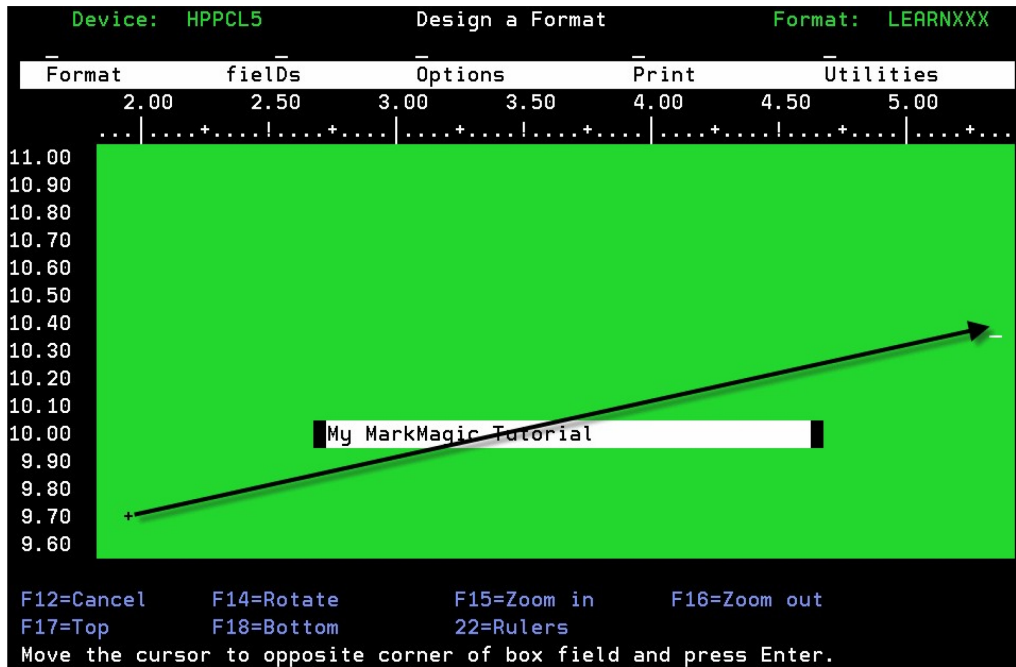 Device: HPPCL5 Design a Format Format: LEARNXXX
Format fielDs Options Print Utilities
2.00 2.50 3.00 3.50 4.00 4.50 5.00
11.00
10.90
10.80
10.70
10.60
10.50
10.40
10.30
10.20
10.10
10.00 My MarkMagic Tutorial
9.90
9.80
9.70 +
9.60
F12=Cancel F14=Rotate F15=Zoom in F16=Zoom out
F17=Top F18=Bottom 22=Rulers
Move the cursor to opposite corner of box field and press Enter.